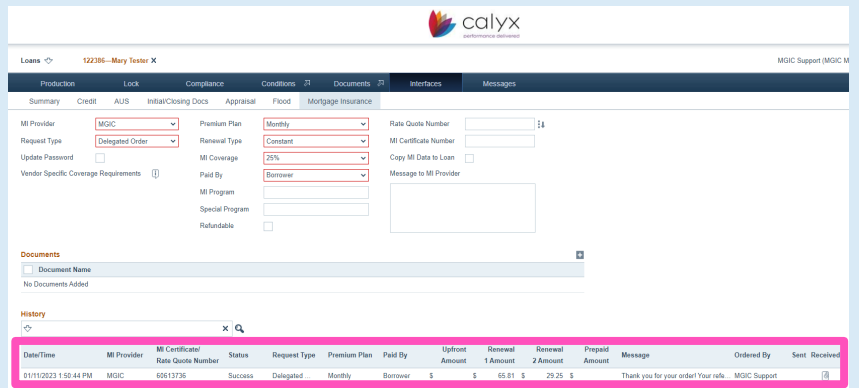 calyx
performance delivered
Loans 122386—Mary Tester X MGIC Support (MGIC M
Production Lock Compliance Conditions Documents Interfaces Messages
Summary Credit AUS Initial/Closing Docs Appraisal Flood Mortgage Insurance
MI Provider MGIC Premium Plan Monthly Rate Quote Number
Request Type Delegated Order Renewal Type Constant MI Certificate Number
Update Password MI Coverage 25% Copy MI Data to Loan
Vendor Specific Coverage Requirements Paid By Borrower Message to MI Provider
MI Program
Special Program
Refundable
Documents
Document Name
No Documents Added
History
Date/Time MI Provider MI Certificate/ Rate Quote Number Status Request Type Premium Plan Paid By Upfront Amount Renewal 1 Amount Renewal 2 Amount Prepaid Amount Message Ordered By Sent Received
01/11/2023 1:50:44 PM MGIC 60613736 Success Delegated ... Monthly Borrower $ $ 65.81 $ 29.25 $ Thank you for your order! Your refe... MGIC Support